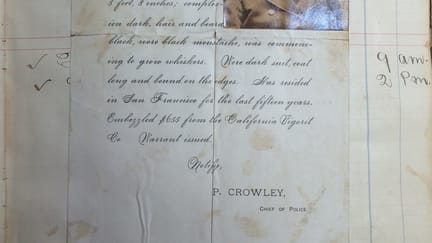 5 feet, 8 inches; complex-
ion dark, hair and beard
black, wore black moustache, was commenc-
ing to grow whiskers. Wore dark suit, coat
long and bound on the edges. Has resided
in San Francisco for the last fifteen years.
Embezzled $655 from the California Vigorit
Co Warrant issued.
Notify,
P. CROWLEY,
CHIEF OF POLICE.
9 am.
2 Pm.